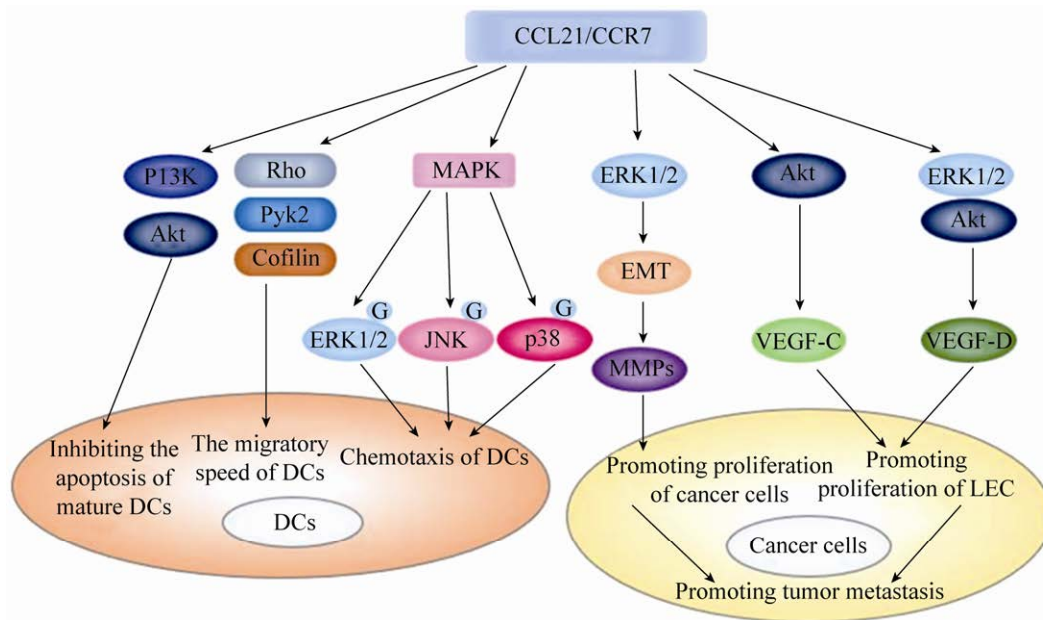 CCL21/CCR7
P13K
Akt
Rho
Pyk2
Cofilin
MAPK
G
ERK1/2
G
JNK
G
p38
ERK1/2
EMT
MMPs
Akt
VEGF-C
ERK1/2
Akt
VEGF-D
Inhibiting the
apoptosis of
mature DCs
The migratory
speed of DCs
Chemotaxis of DCs
DCs
Promoting proliferation
of cancer cells
Promoting
proliferation of LEC
Cancer cells
Promoting tumor metastasis